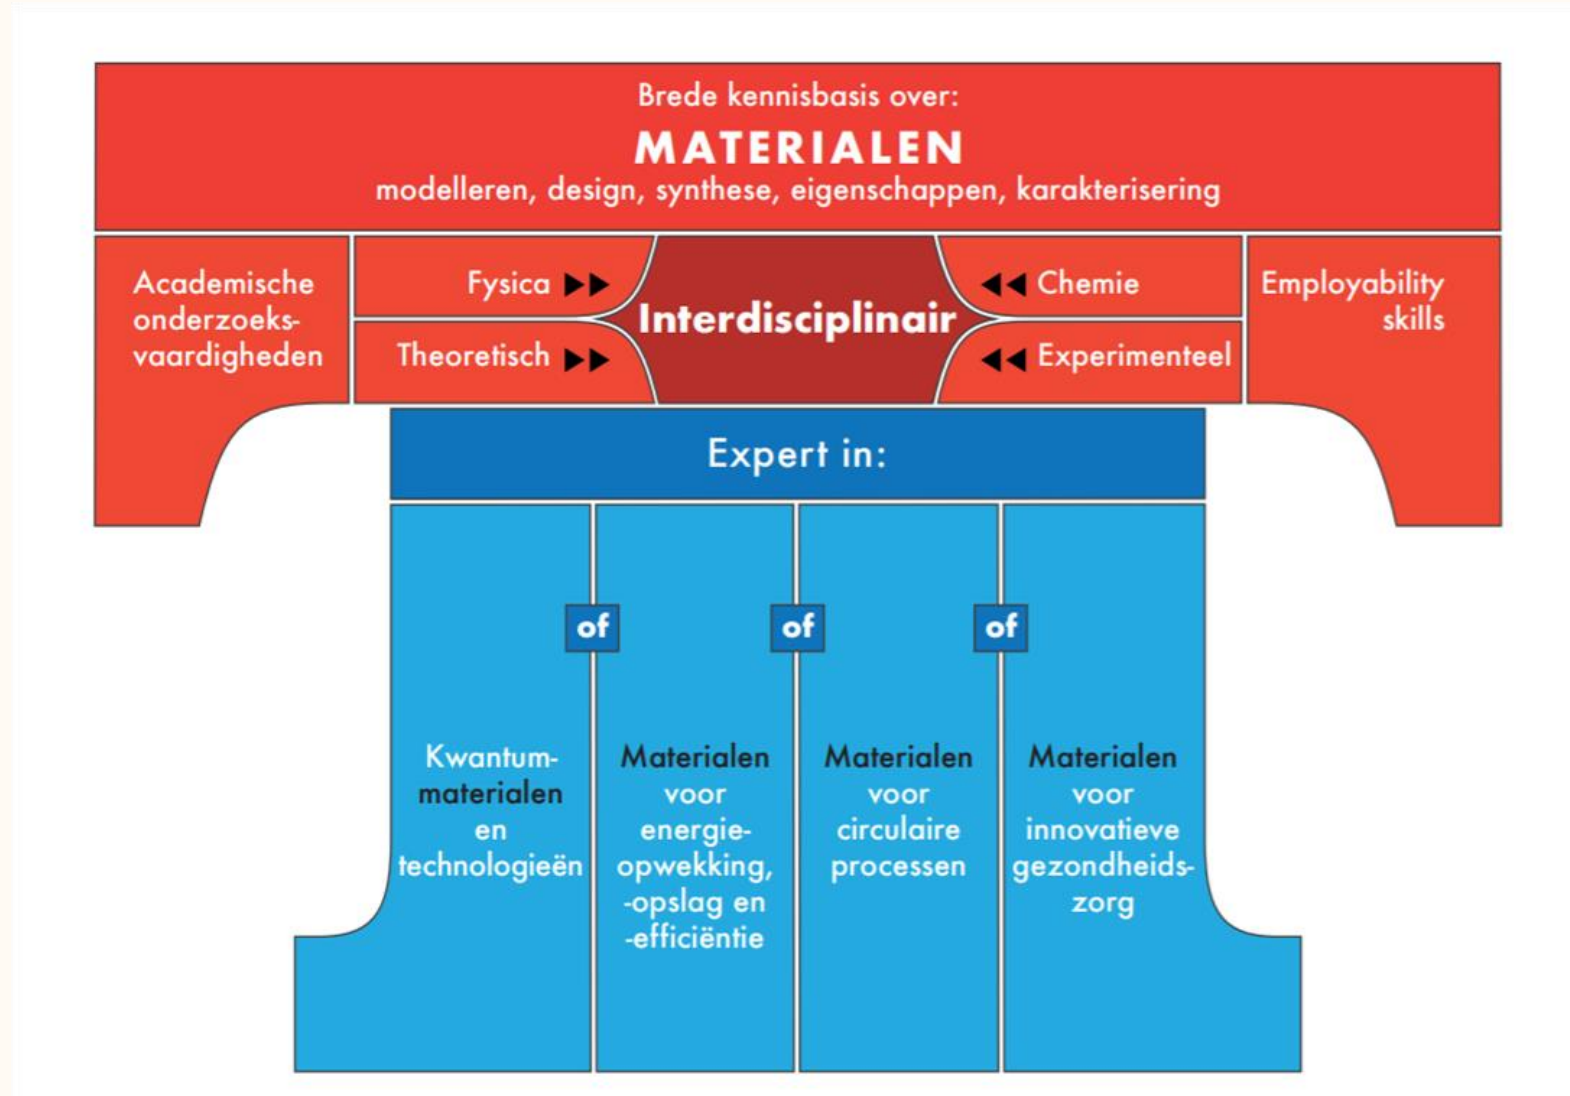 Brede kennisbasis over:
MATERIALEN
modelleren, design, synthese, eigenschappen, karakterisering
Academische
onderzoeks-
vaardigheden
Fysica
Theoretisch
Interdisciplinair
Chemie
Experimenteel
Employability
skills
Expert in:
of
of
of
Kwantum-
materialen
en
technologieën
Materialen
voor
energie-
opwekking,
-opslag en
-efficiëntie
Materialen
voor
circulaire
processen
Materialen
voor
innovatieve
gezondheids-
zorg